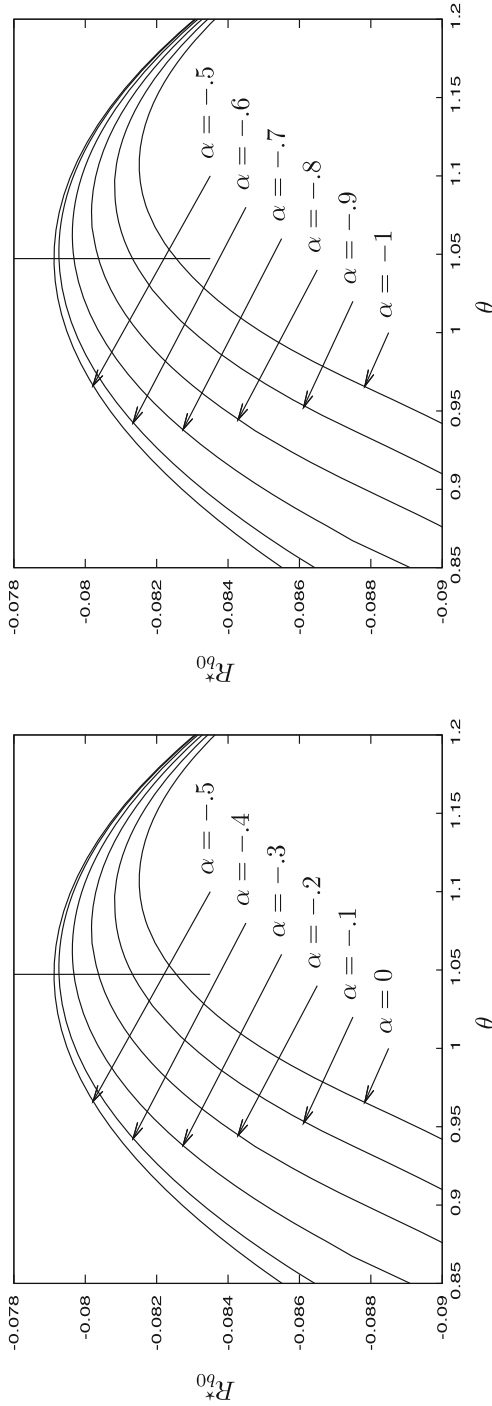 -0.078
-0.08
-0.082
-0.084
-0.086
-0.088
-0.09
R*b0
0.85
0.9
0.95
1
1.05
1.1
1.15
1.2
θ
α = −.5
α = −.4
α = −.3
α = −.2
α = −.1
α = 0
-0.078
-0.08
-0.082
-0.084
-0.086
-0.088
-0.09
R*b0
0.85
0.9
0.95
1
1.05
1.1
1.15
1.2
θ
α = −.5
α = −.6
α = −.7
α = −.8
α = −.9
α = −1